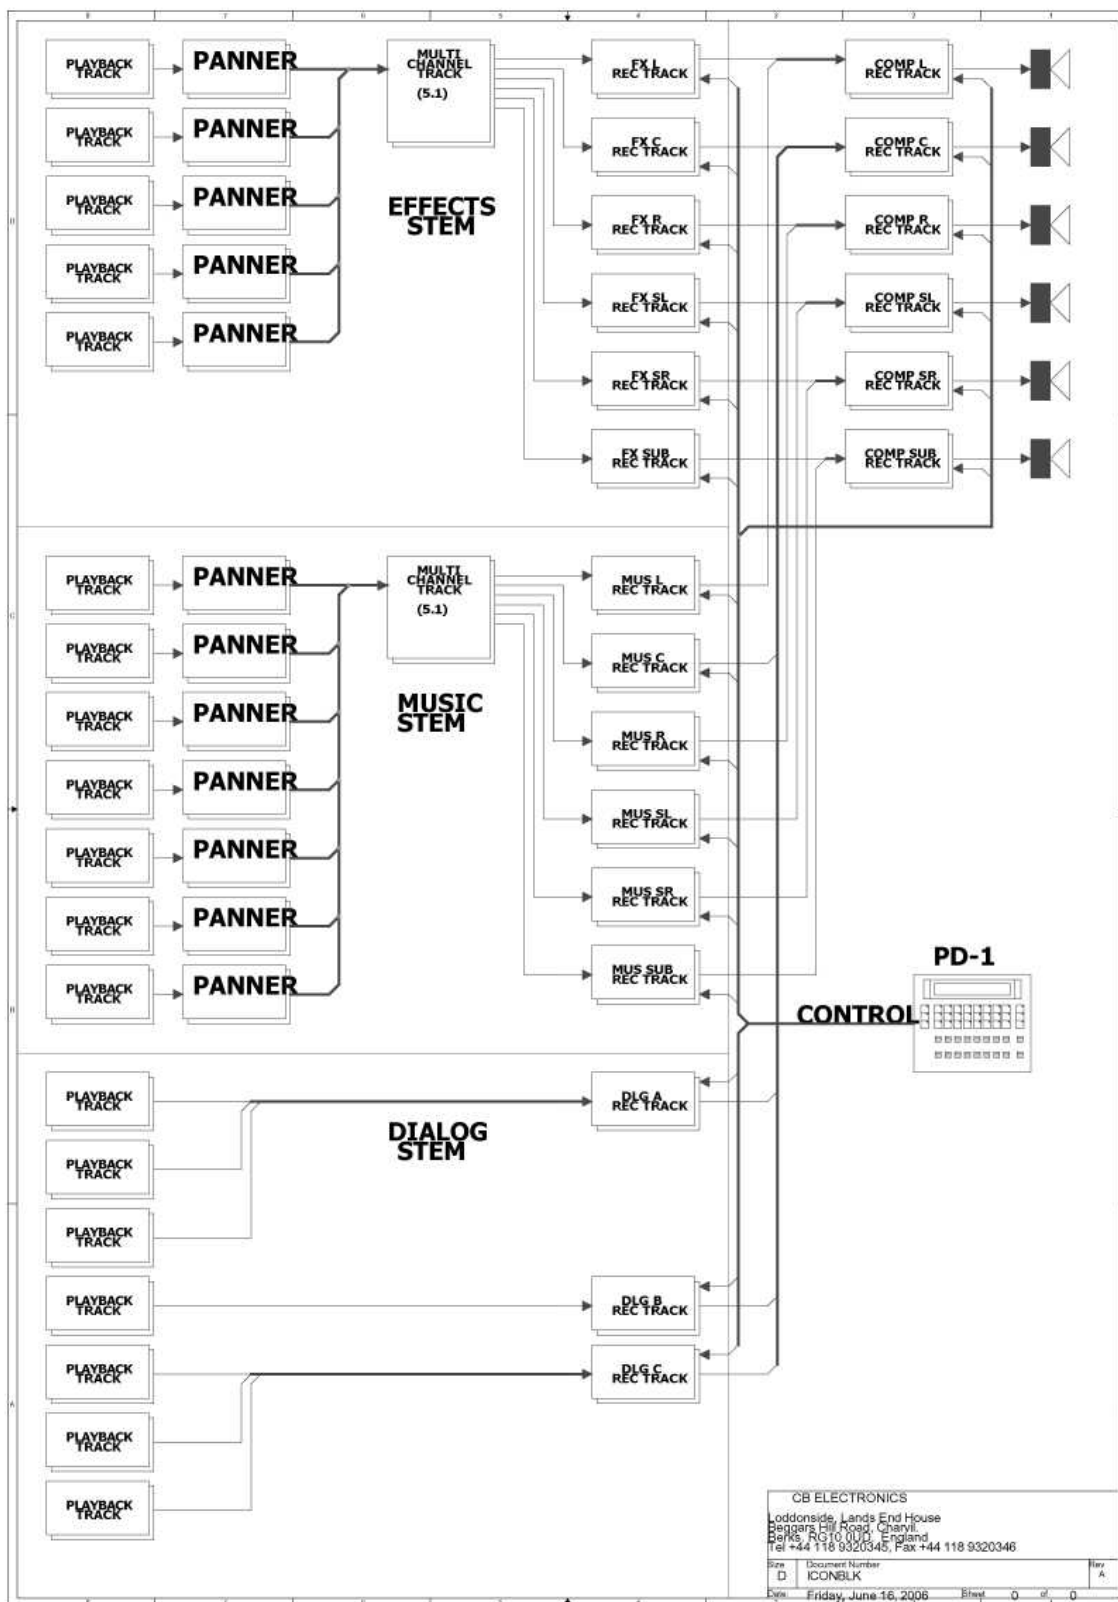 PLAYBACK
TRACK
PANNER
MULTI
CHANNEL
TRACK
(5.1)
FX L
REC TRACK
COMP L
REC TRACK
PLAYBACK
TRACK
PANNER
FX C
REC TRACK
COMP C
REC TRACK
PLAYBACK
TRACK
PANNER
EFFECTS
STEM
FX R
REC TRACK
COMP R
REC TRACK
PLAYBACK
TRACK
PANNER
FX SL
REC TRACK
COMP SL
REC TRACK
PLAYBACK
TRACK
PANNER
FX SR
REC TRACK
COMP SR
REC TRACK
FX SUB
REC TRACK
COMP SUB
REC TRACK
PLAYBACK
TRACK
PANNER
MULTI
CHANNEL
TRACK
(5.1)
MUS L
REC TRACK
PLAYBACK
TRACK
PANNER
MUS C
REC TRACK
PLAYBACK
TRACK
PANNER
MUSIC
STEM
MUS R
REC TRACK
PLAYBACK
TRACK
PANNER
MUS SL
REC TRACK
PLAYBACK
TRACK
PANNER
MUS SR
REC TRACK
PLAYBACK
TRACK
PANNER
MUS SUB
REC TRACK
PLAYBACK
TRACK
PANNER
PD-1
CONTROL
PLAYBACK
TRACK
DLG A
REC TRACK
DIALOG
STEM
PLAYBACK
TRACK
PLAYBACK
TRACK
PLAYBACK
TRACK
DLG B
REC TRACK
PLAYBACK
TRACK
DLG C
REC TRACK
PLAYBACK
TRACK
PLAYBACK
TRACK
CB ELECTRONICS
Loddonside, Lands End House
Beggars Hill Road, Charvil.
Berks, RG10 0UD. England
Tel +44 118 9320345, Fax +44 118 9320346
Size Document Number Rev
D ICONBLK A
Date: Friday, June 16, 2006 Sheet 0 of 0